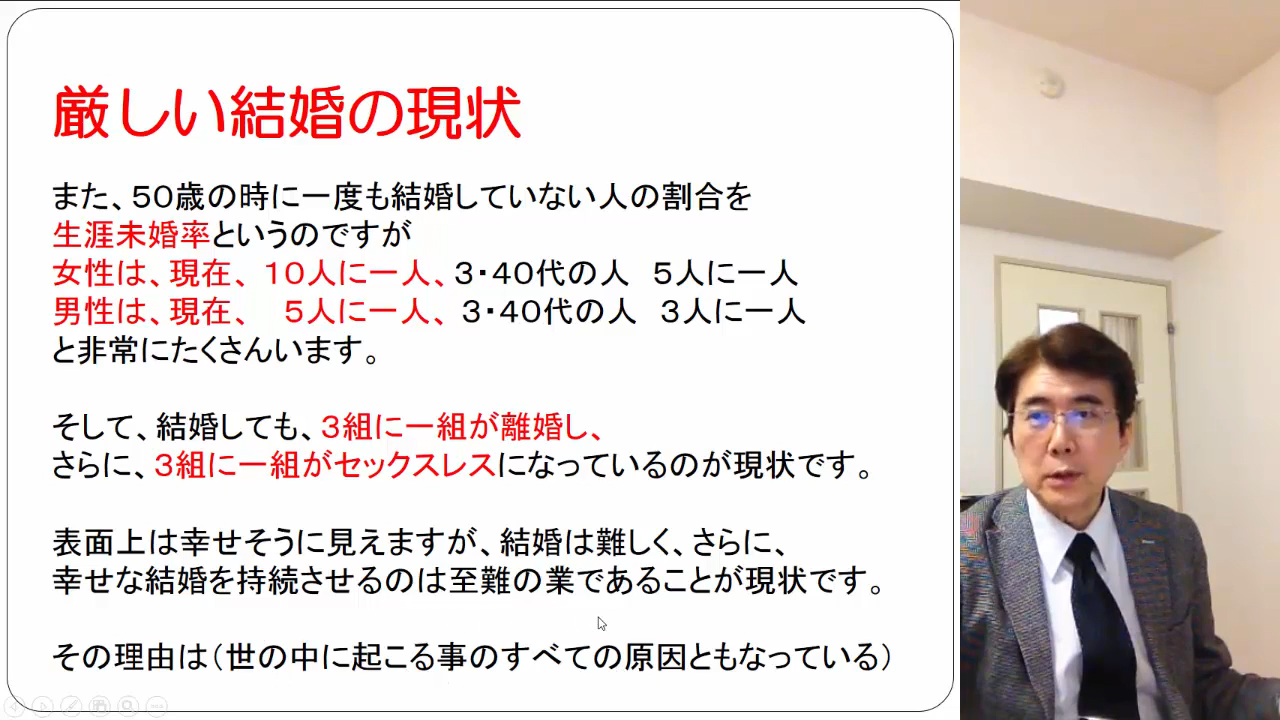 厳しい結婚の現状
また、５０歳の時に一度も結婚していない人の割合を
生涯未婚率というのですが
女性は、現在、　１０人に一人、３・４０代の人　５人に一人
男性は、現在、　５人に一人、３・４０代の人　３人に一人
と非常にたくさんいます。
そして、結婚しても、３組に一組が離婚し、
さらに、３組に一組がセックスレスになっているのが現状です。
表面上は幸せそうに見えますが、結婚は難しく、さらに、
幸せな結婚を持続させるのは至難の業であることが現状です。
その理由は（世の中に起こる事のすべての原因ともなっている）